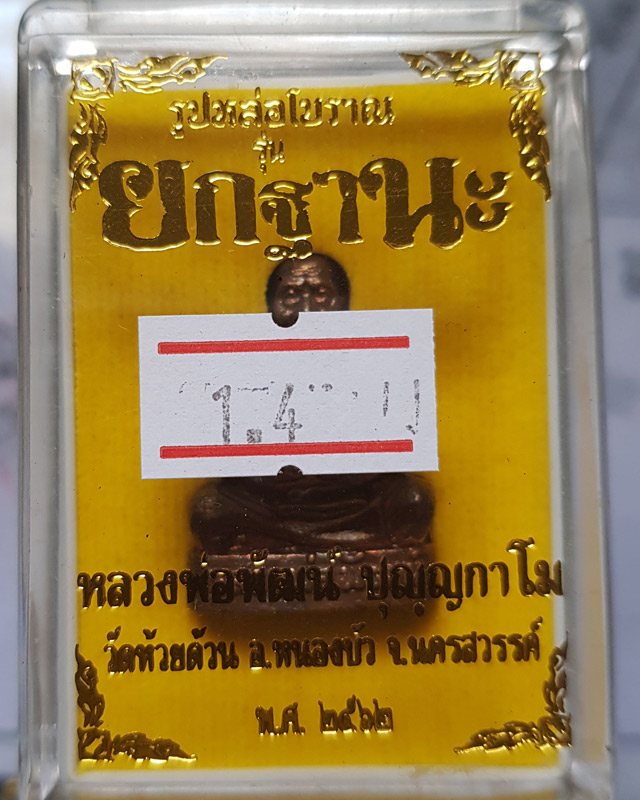 รูปหล่อโบราณ
รุ่น
ยกฐานะ
1.4
หลวงพ่อพัฒน์ ปุญฺญกาโม
วัดห้วยด้วน อ.หนองบัว จ.นครสวรรค์
พ.ศ. ๒๕๖๒